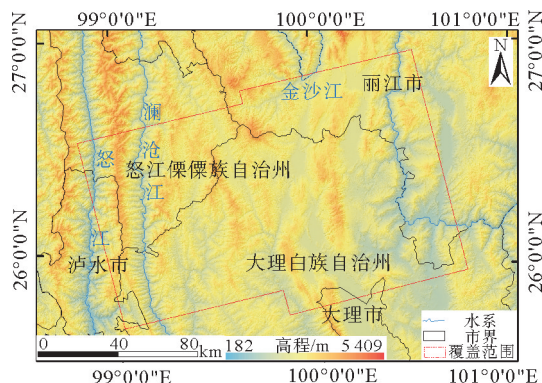 99°0'0"E 100°0'0"E 101°0'0"E
27°0'0"N
27°0'0"N
N
丽江市
金沙江
澜沧江
怒江
怒江傈僳族自治州
26°0'0"N
26°0'0"N
泸水市
大理白族自治州
大理市
水系
市界
覆盖范围
0 40 80 km
182 高程/m 5 409
99°0'0"E 100°0'0"E 101°0'0"E